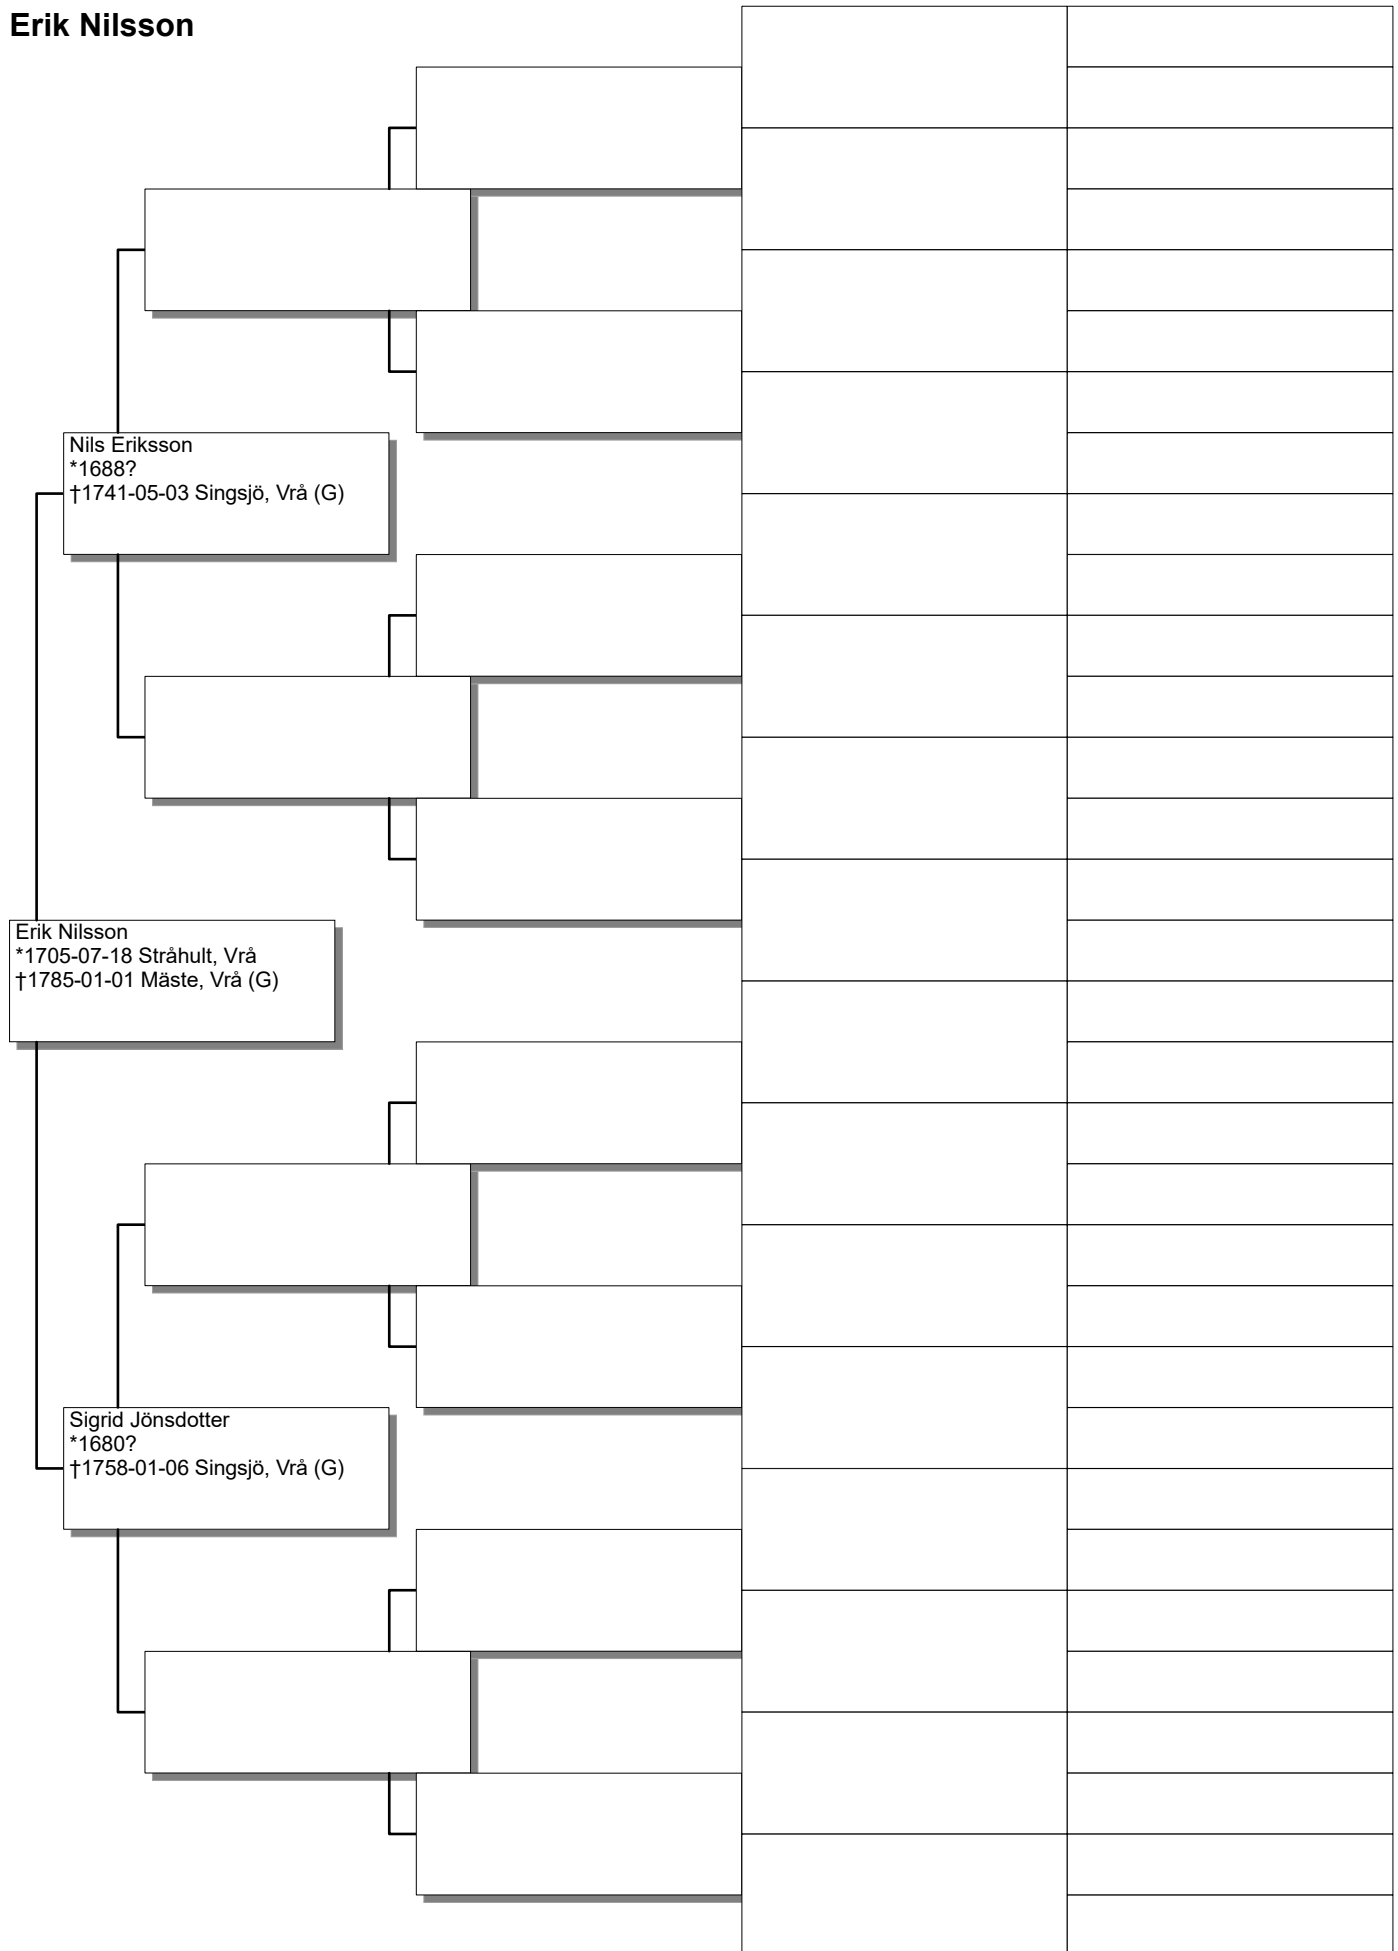 Erik Nilsson
Nils Eriksson
*1688?
†1741-05-03 Singsjö, Vrå (G)
Erik Nilsson
*1705-07-18 Stråhult, Vrå
†1785-01-01 Mäste, Vrå (G)
Sigrid Jönsdotter
*1680?
†1758-01-06 Singsjö, Vrå (G)